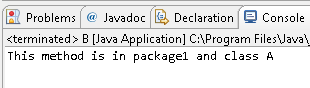 Problems @ Javadoc Declaration Console
<terminated> B [Java Application] C:\Program Files\Java\
This method is in package1 and class A